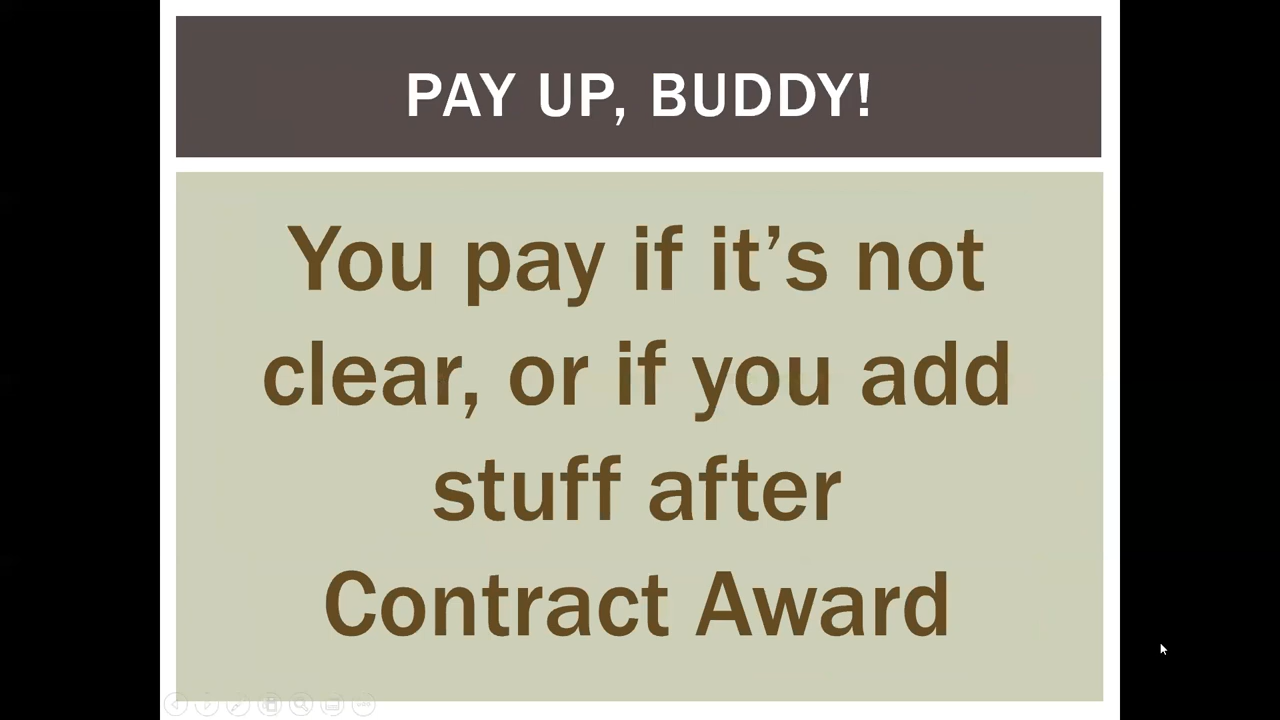 PAY UP, BUDDY!
You pay if it’s not
clear, or if you add
stuff after
Contract Award